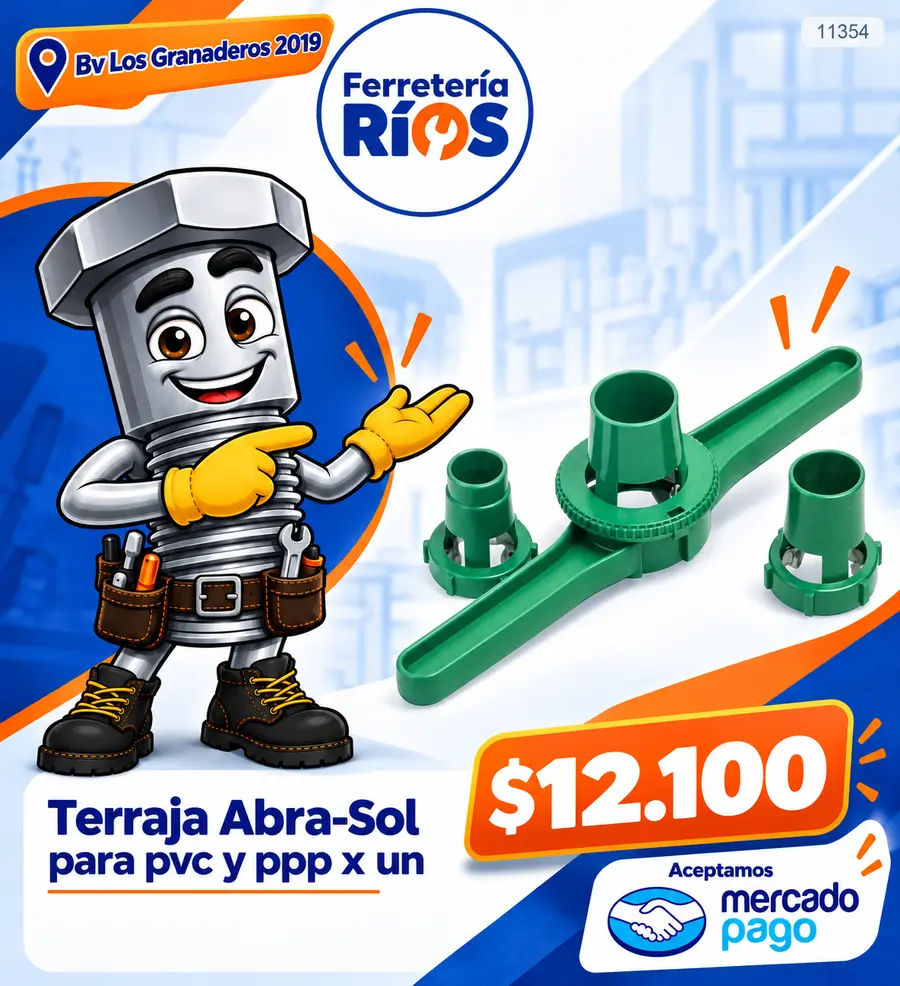 Bv Los Granaderos 2019
Ferretería
Ríos
11354
Terraja Abra-Sol
para pvc y ppp x un
$12.100
Aceptamos
mercado
pago